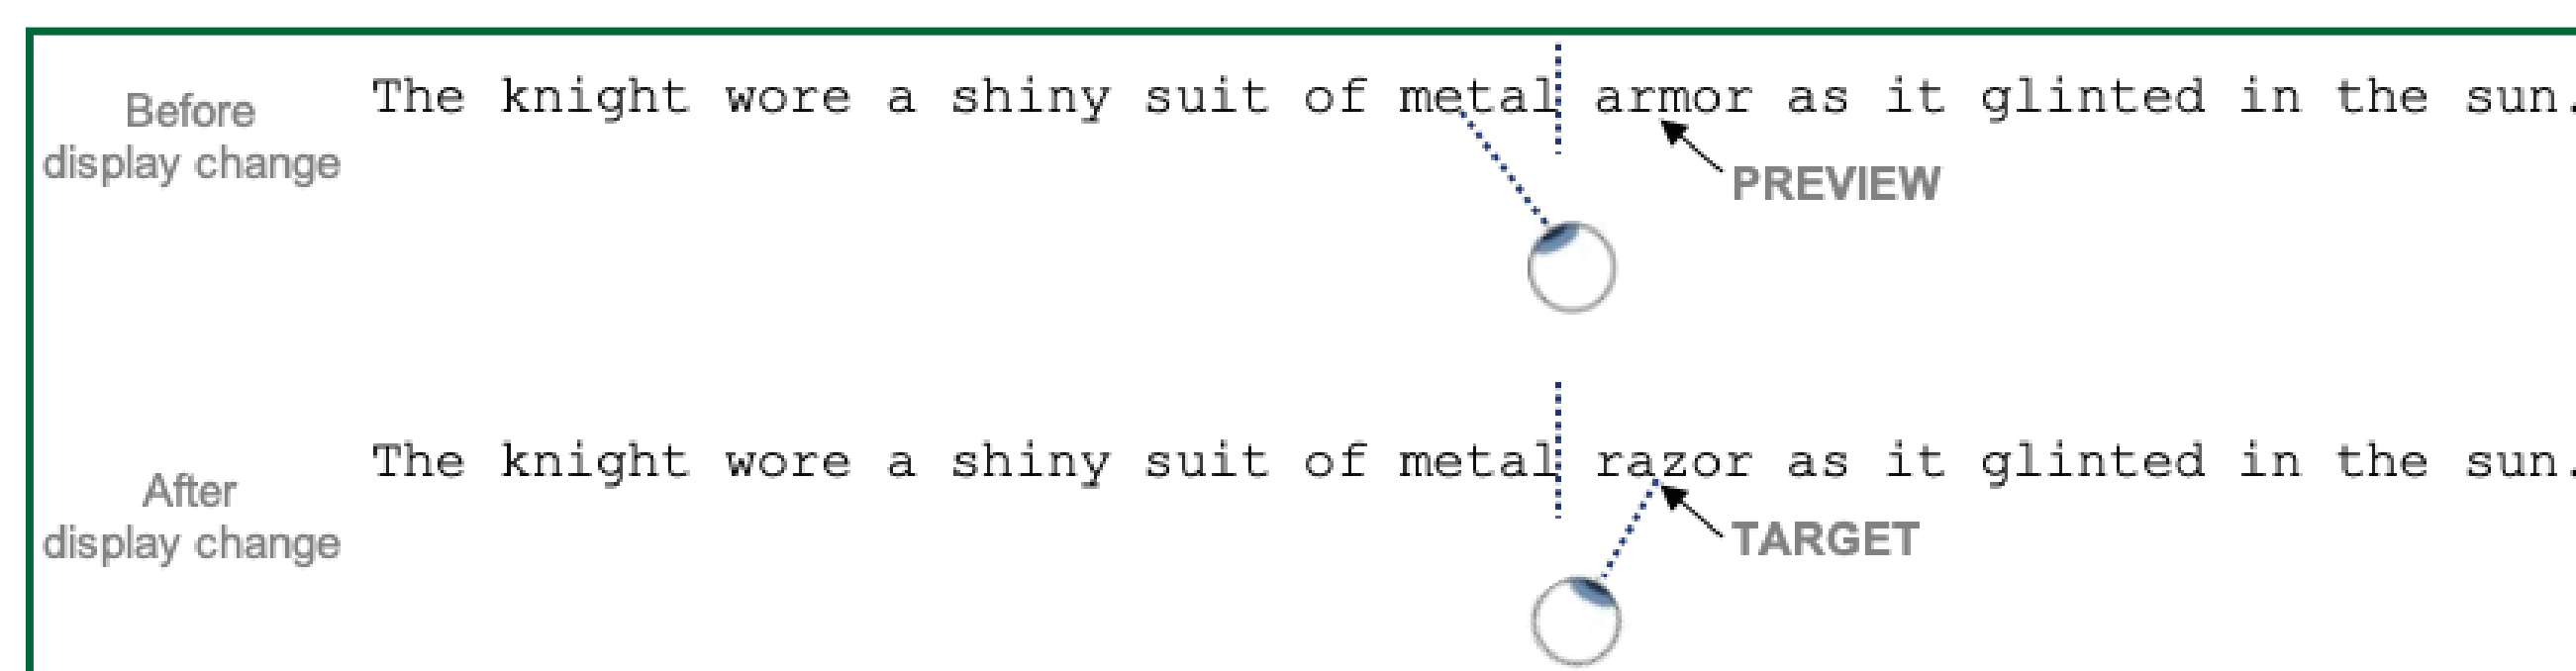 Before
display change
The knight wore a shiny suit of metal armor as it glinted in the sun.
PREVIEW
After
display change
The knight wore a shiny suit of metal razor as it glinted in the sun.
TARGET